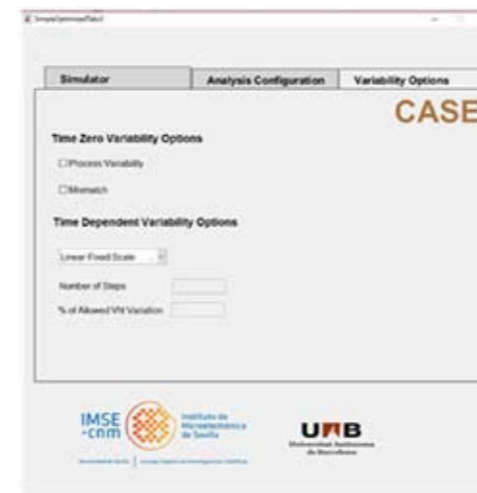 Simulator Analysis Configuration Variability Options
CASE
Time Zero Variability Options
Process Variability
Mismatch
Time Dependent Variability Options
Linear Fixed Scale
Number of Steps
% of Allowed Vht Variation
IMSE
-cnm
Instituto de
Microelectrónica
de Sevilla
UAB
Universitat Autònoma
de Barcelona